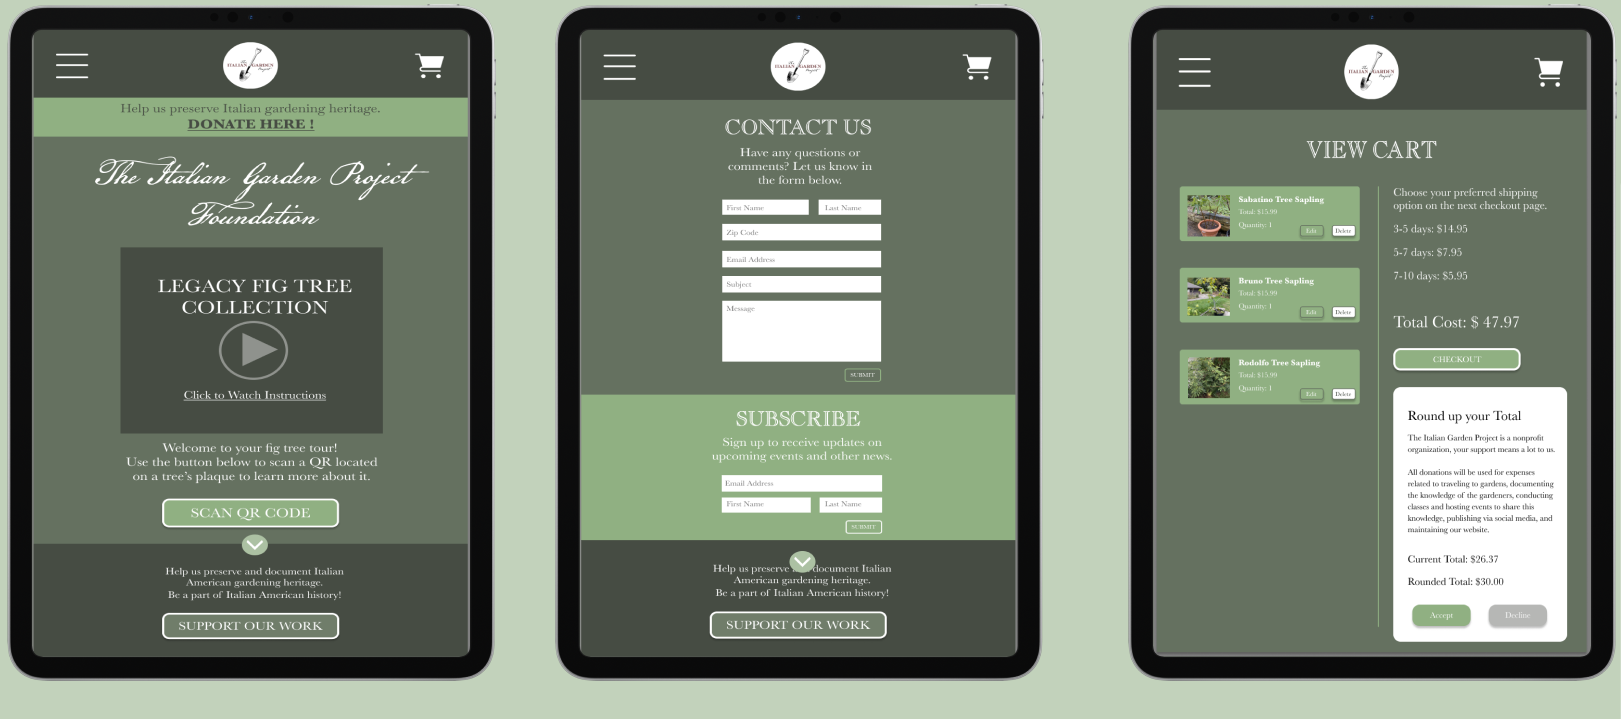 The
ITALIAN GARDEN
Project
Help us preserve Italian gardening heritage.
DONATE HERE !
The Italian Garden Project
Foundation
LEGACY FIG TREE
COLLECTION
Click to Watch Instructions
Welcome to your fig tree tour!
Use the button below to scan a QR located
on a tree's plaque to learn more about it.
SCAN QR CODE
Help us preserve and document Italian
American gardening heritage.
Be a part of Italian American history!
SUPPORT OUR WORK
The
ITALIAN GARDEN
Project
CONTACT US
Have any questions or
comments? Let us know in
the form below.
First Name
Last Name
Zip Code
Email Address
Subject
Message
SUBMIT
SUBSCRIBE
Sign up to receive updates on
upcoming events and other news.
Email Address
First Name
Last Name
SUBMIT
Help us preserve document Italian
American gardening heritage.
Be a part of Italian American history!
SUPPORT OUR WORK
The
ITALIAN GARDEN
Project
VIEW CART
Sabatino Tree Sapling
Total: $15.99
Quantity: 1
Edit
Delete
Bruno Tree Sapling
Total: $15.99
Quantity: 1
Edit
Delete
Rodolfo Tree Sapling
Total: $15.99
Quantity: 1
Edit
Delete
Choose your preferred shipping
option on the next checkout page.
3-5 days: $14.95
5-7 days: $7.95
7-10 days: $5.95
Total Cost: $ 47.97
CHECKOUT
Round up your Total
The Italian Garden Project is a nonprofit
organization, your support means a lot to us.
All donations will be used for expenses
related to traveling to gardens, documenting
the knowledge of the gardeners, conducting
classes and hosting events to share this
knowledge, publishing via social media, and
maintaining our website.
Current Total: $26.37
Rounded Total: $30.00
Accept
Decline